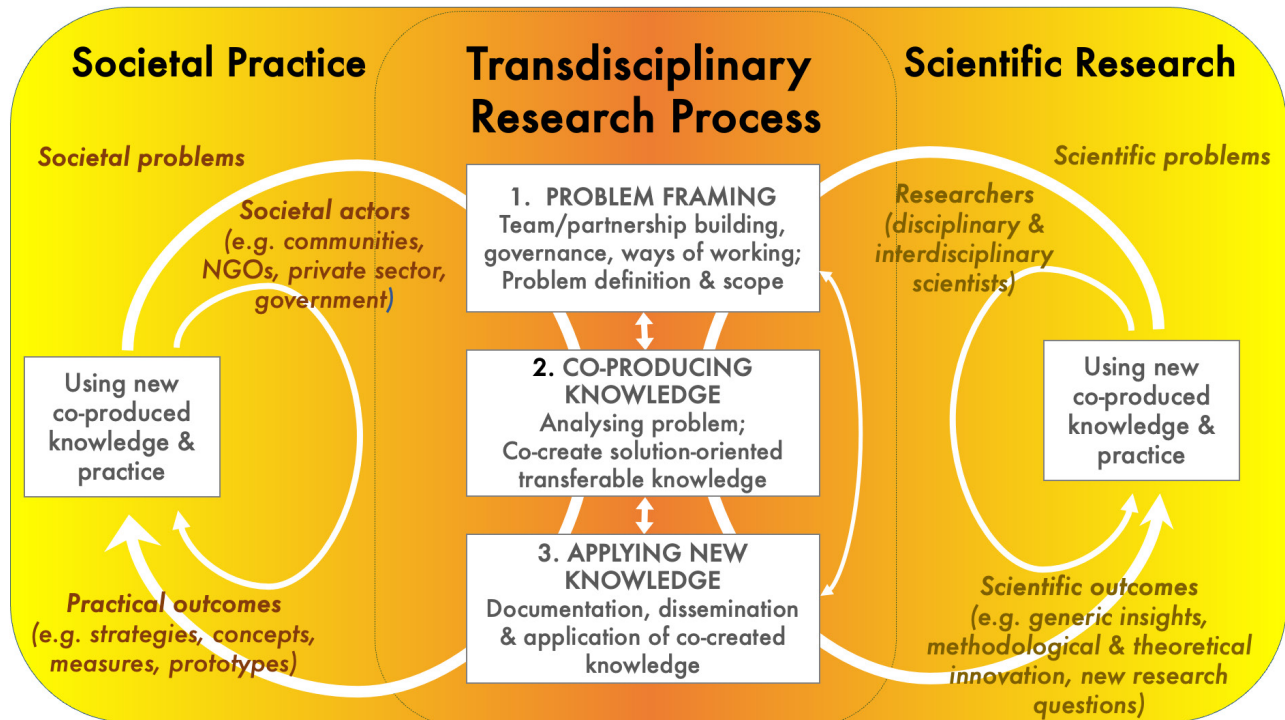 Societal Practice
Transdisciplinary
Research Process
Scientific Research
Societal problems
Societal actors
(e.g. communities,
NGOs, private sector,
government)
Using new
co-produced
knowledge &
practice
Practical outcomes
(e.g. strategies, concepts,
measures, prototypes)
1. PROBLEM FRAMING
Team/partnership building,
governance, ways of working;
Problem definition & scope
2. CO-PRODUCING
KNOWLEDGE
Analysing problem;
Co-create solution-oriented
transferable knowledge
3. APPLYING NEW
KNOWLEDGE
Documentation, dissemination
& application of co-created
knowledge
Scientific problems
Researchers
(disciplinary &
interdisciplinary
scientists)
Using new
co-produced
knowledge &
practice
Scientific outcomes
(e.g. generic insights,
methodological & theoretical
innovation, new research
questions)